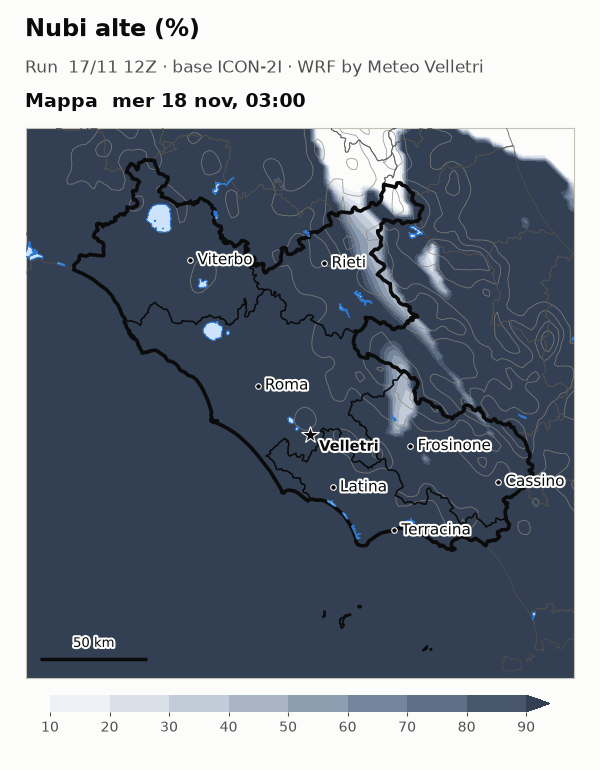 Nubi alte (%)
Run 17/11 12Z · base ICON-2I · WRF by Meteo Velletri
Mappa mer 18 nov, 03:00
Viterbo
Rieti
Roma
Velletri
Frosinone
Cassino
Latina
Terracina
50 km
10 20 30 40 50 60 70 80 90